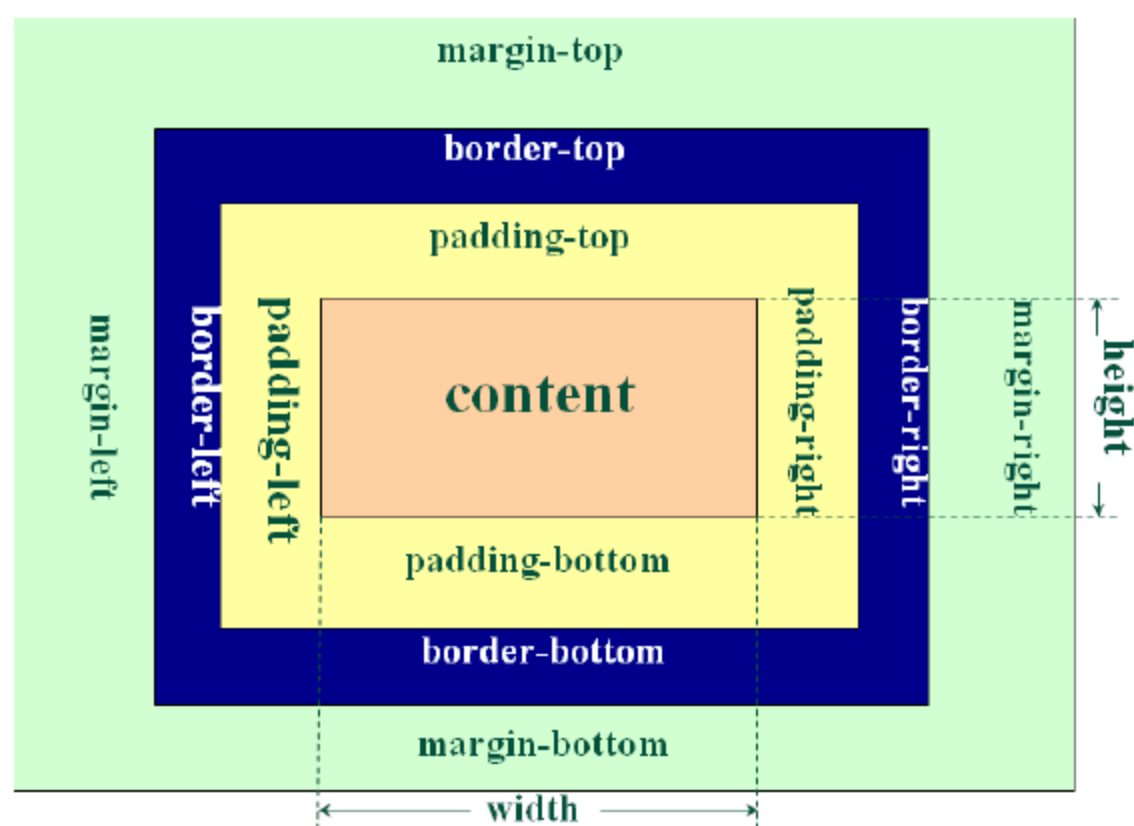 margin-top
border-top
padding-top
margin-left
border-left
padding-left
content
padding-right
border-right
margin-right
height
padding-bottom
border-bottom
margin-bottom
width